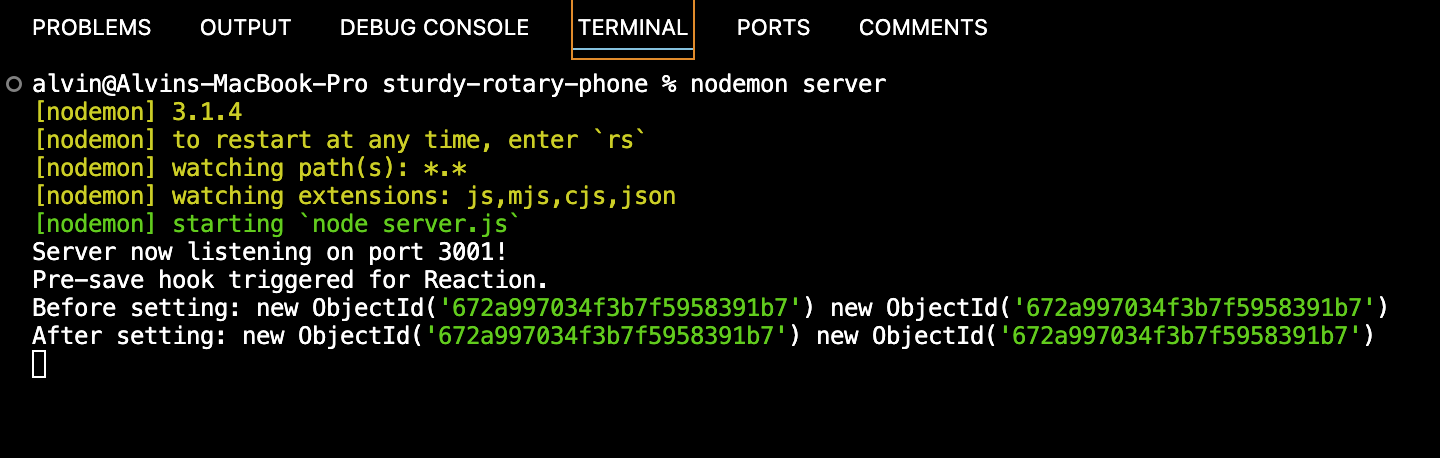 PROBLEMS OUTPUT DEBUG CONSOLE TERMINAL PORTS COMMENTS
alvin@Alvins-MacBook-Pro sturdy-rotary-phone % nodemon server
[nodemon] 3.1.4
[nodemon] to restart at any time, enter `rs`
[nodemon] watching path(s): *.*
[nodemon] watching extensions: js,mjs,cjs,json
[nodemon] starting `node server.js`
Server now listening on port 3001!
Pre-save hook triggered for Reaction.
Before setting: new ObjectId('672a997034f3b7f5958391b7') new ObjectId('672a997034f3b7f5958391b7')
After setting: new ObjectId('672a997034f3b7f5958391b7') new ObjectId('672a997034f3b7f5958391b7')